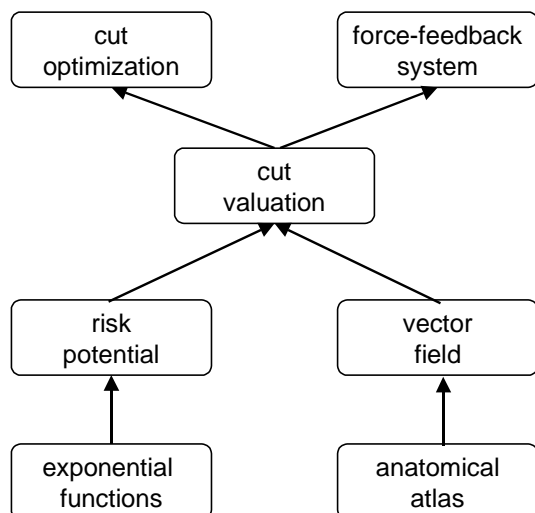 cut
optimization
force-feedback
system
cut
valuation
risk
potential
vector
field
exponential
functions
anatomical
atlas